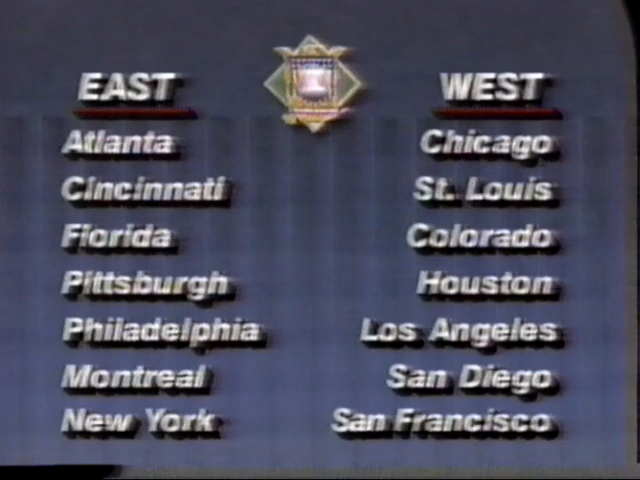 EAST
Atlanta
Cincinnati
Florida
Pittsburgh
Philadelphia
Montreal
New York
WEST
Chicago
St. Louis
Colorado
Houston
Los Angeles
San Diego
San Francisco